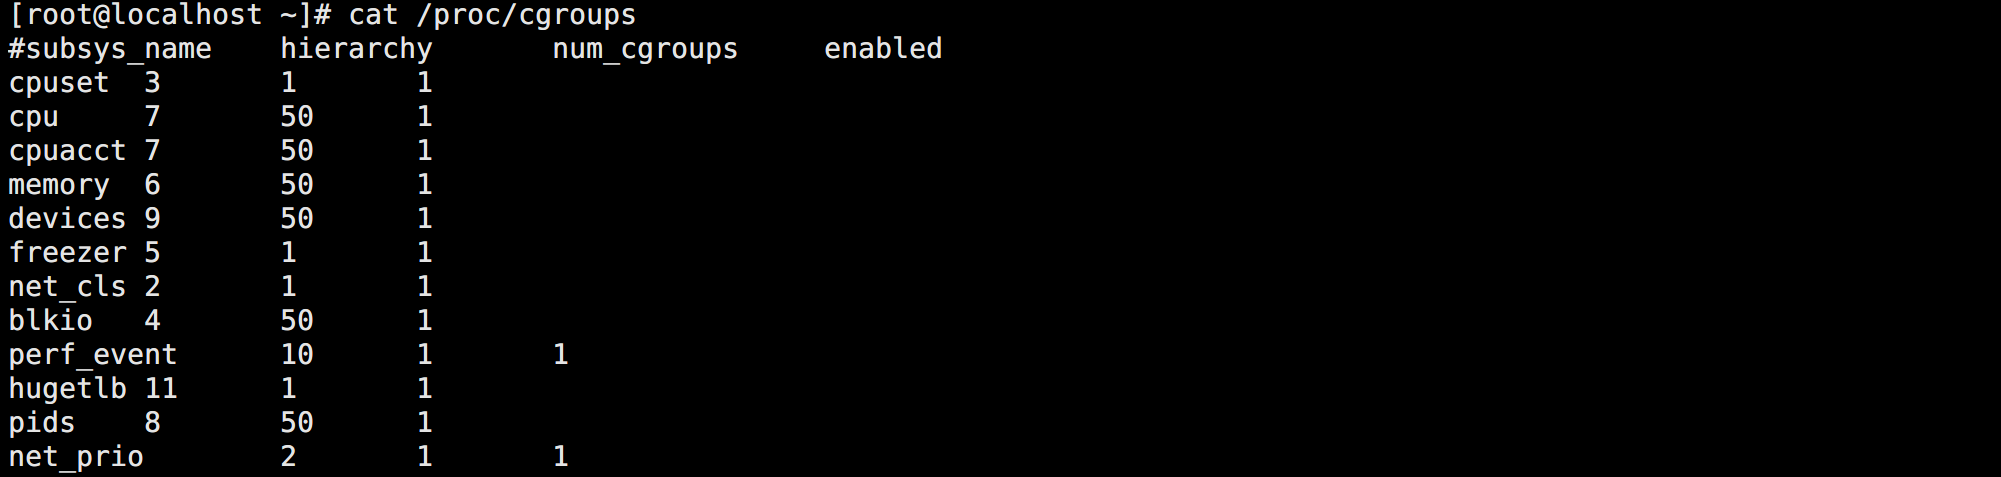 [root@localhost ~]# cat /proc/cgroups
#subsys_name    hierarchy       num_cgroups     enabled
cpuset  3       1       1
cpu     7       50      1
cpuacct 7       50      1
memory  6       50      1
devices 9       50      1
freezer 5       1       1
net_cls 2       1       1
blkio   4       50      1
perf_event      10      1       1
hugetlb 11      1       1
pids    8       50      1
net_prio        2       1       1